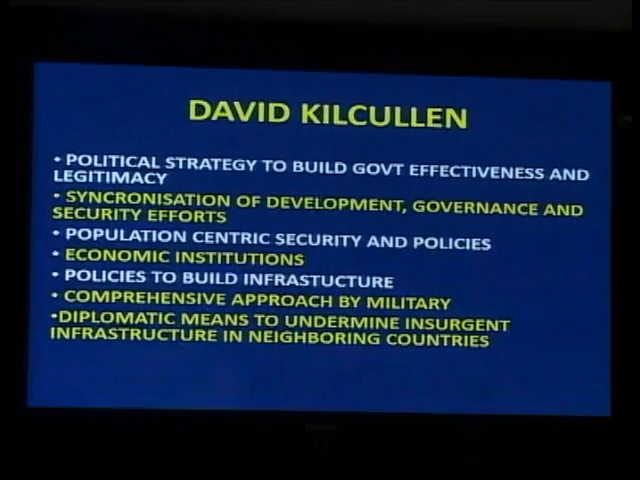 DAVID KILCULLEN
• POLITICAL STRATEGY TO BUILD GOVT EFFECTIVENESS AND
LEGITIMACY
• SYNCRONISATION OF DEVELOPMENT, GOVERNANCE AND
SECURITY EFFORTS
• POPULATION CENTRIC SECURITY AND POLICIES
• ECONOMIC INSTITUTIONS
• POLICIES TO BUILD INFRASTUCTURE
• COMPREHENSIVE APPROACH BY MILITARY
•DIPLOMATIC MEANS TO UNDERMINE INSURGENT
INFRASTRUCTURE IN NEIGHBORING COUNTRIES